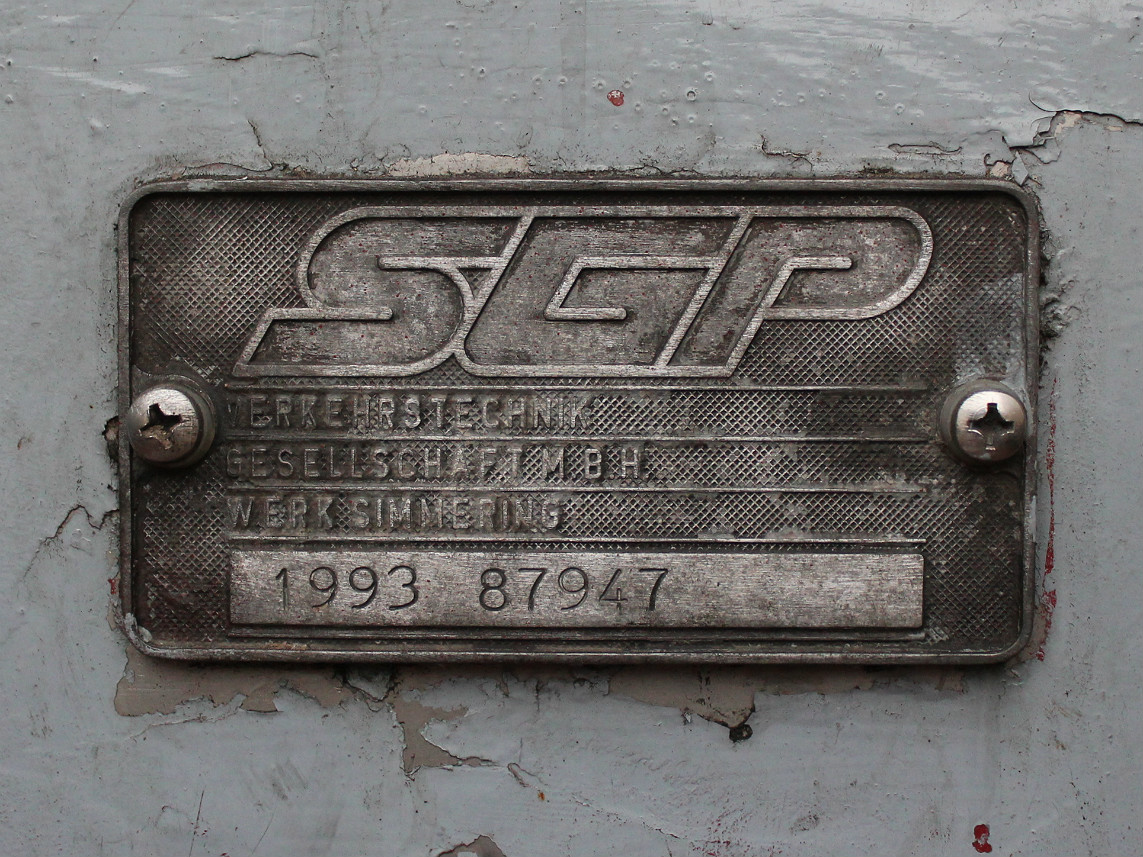 SGP
VERKEHRSTECHNIK
GESELLSCHAFT M.B.H.
WERK SIMMERING
1993 87947